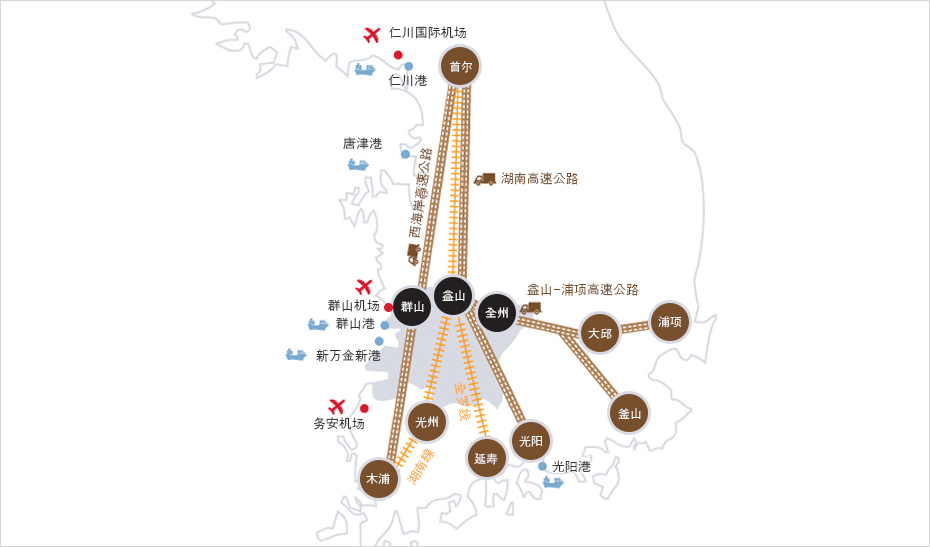 仁川国际机场
首尔
仁川港
唐津港
西海岸高速公路
湖南高速公路
益山-浦项高速公路
群山机场
群山
益山
全州
群山港
大邱
浦项
新万金新港
全罗线
务安机场
光州
釜山
光阳
湖南線
延寿
光阳港
木浦